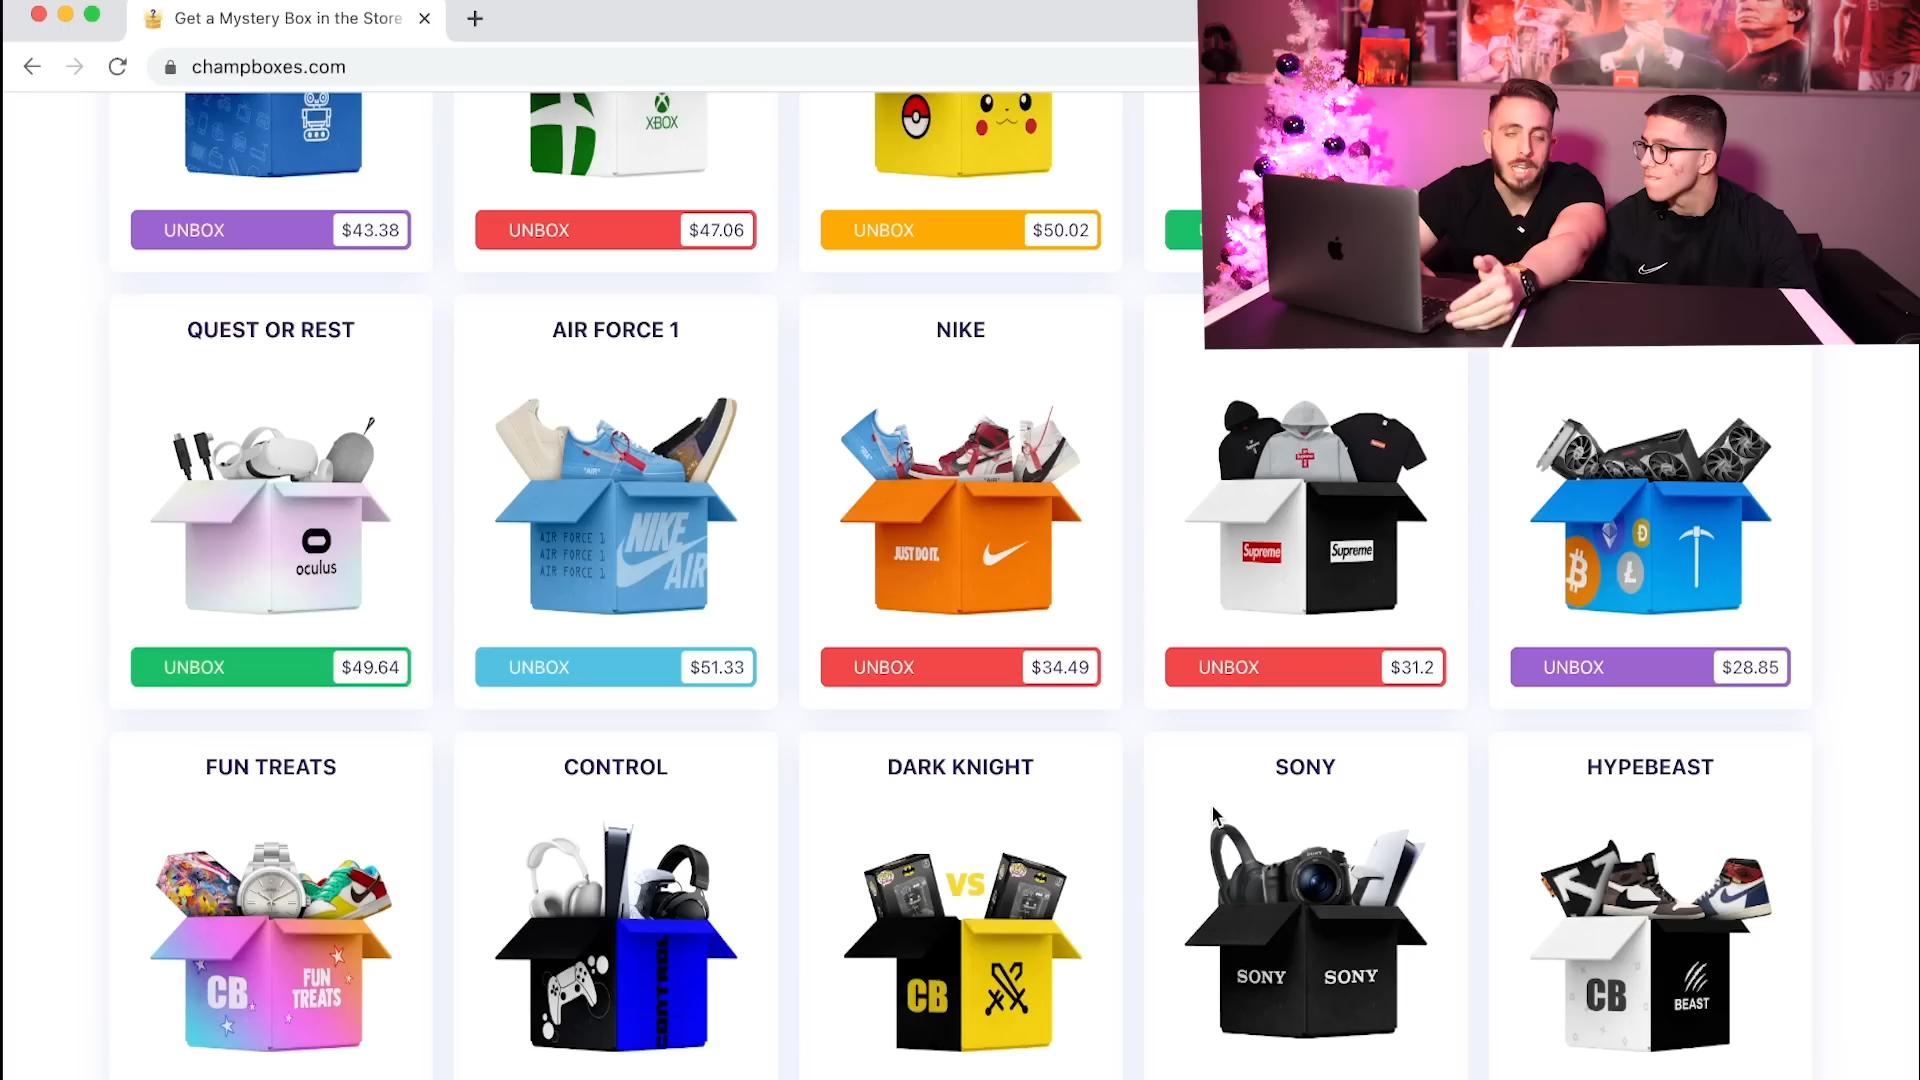 Get a Mystery Box in the Store
champboxes.com
XBOX
UNBOX $43.38
UNBOX $47.06
UNBOX $50.02
QUEST OR REST
AIR FORCE 1
NIKE
oculus
AIR FORCE 1
AIR FORCE 1
AIR FORCE 1
NIKE
AIR
JUST DO IT.
Supreme
Supreme
UNBOX $49.64
UNBOX $51.33
UNBOX $34.49
UNBOX $31.2
UNBOX $28.85
FUN TREATS
CONTROL
DARK KNIGHT
SONY
HYPEBEAST
VS
CB
FUN
TREATS
CONTROL
CB
SONY
SONY
CB
BEAST